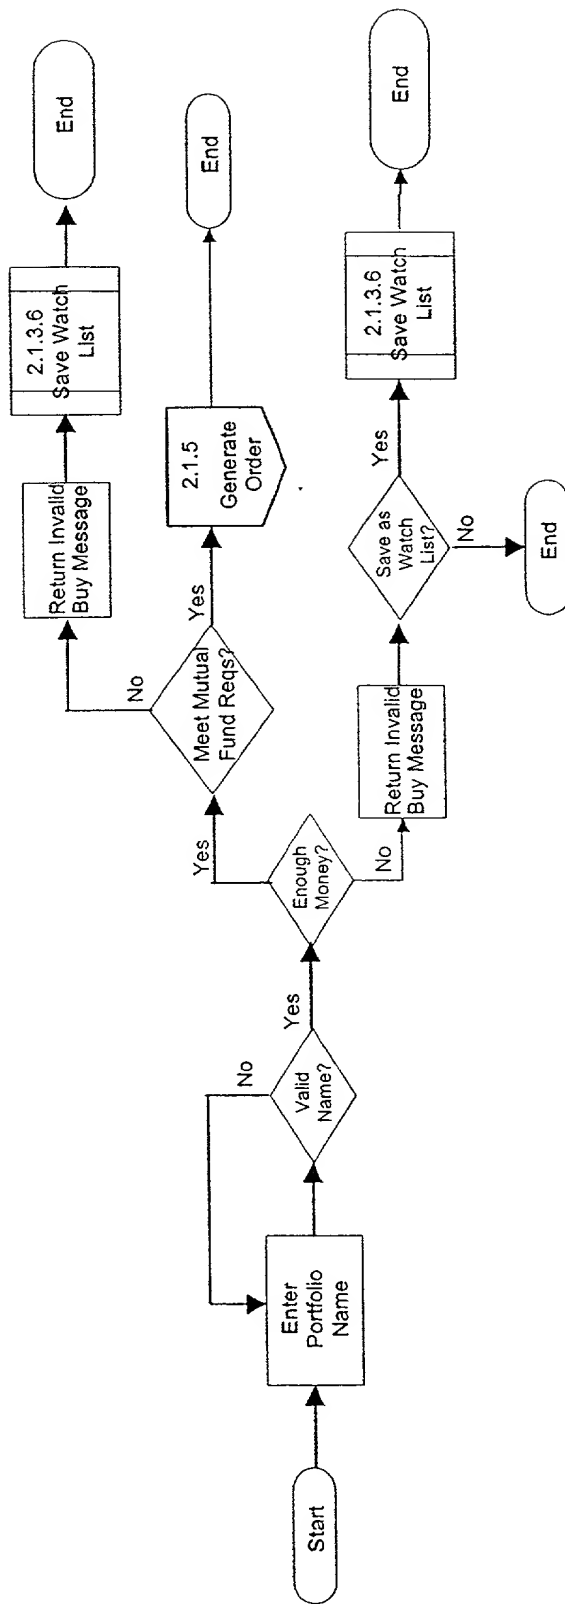 Start
Enter
Portfolio
Name
Valid
Name?
No
Yes
Enough
Money?
Yes
No
Meet Mutual
Fund Reqs?
No
Yes
Return Invalid
Buy Message
2.1.3.6
Save Watch
List
End
2.1.5
Generate
Order
End
Return Invalid
Buy Message
Save as
Watch
List?
Yes
No
2.1.3.6
Save Watch
List
End
End